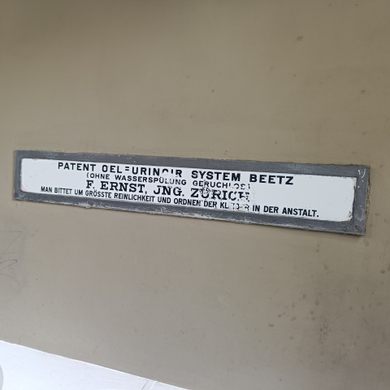 PATENT OEL=URINOIR SYSTEM BEETZ
(OHNE WASSERSPÜLUNG GERUCHLOS)
F. ERNST, JNG. ZÜRICH
MAN BITTET UM GRÖSSTE REINLICHKEIT UND ORDNEN DER KLEIDER IN DER ANSTALT.